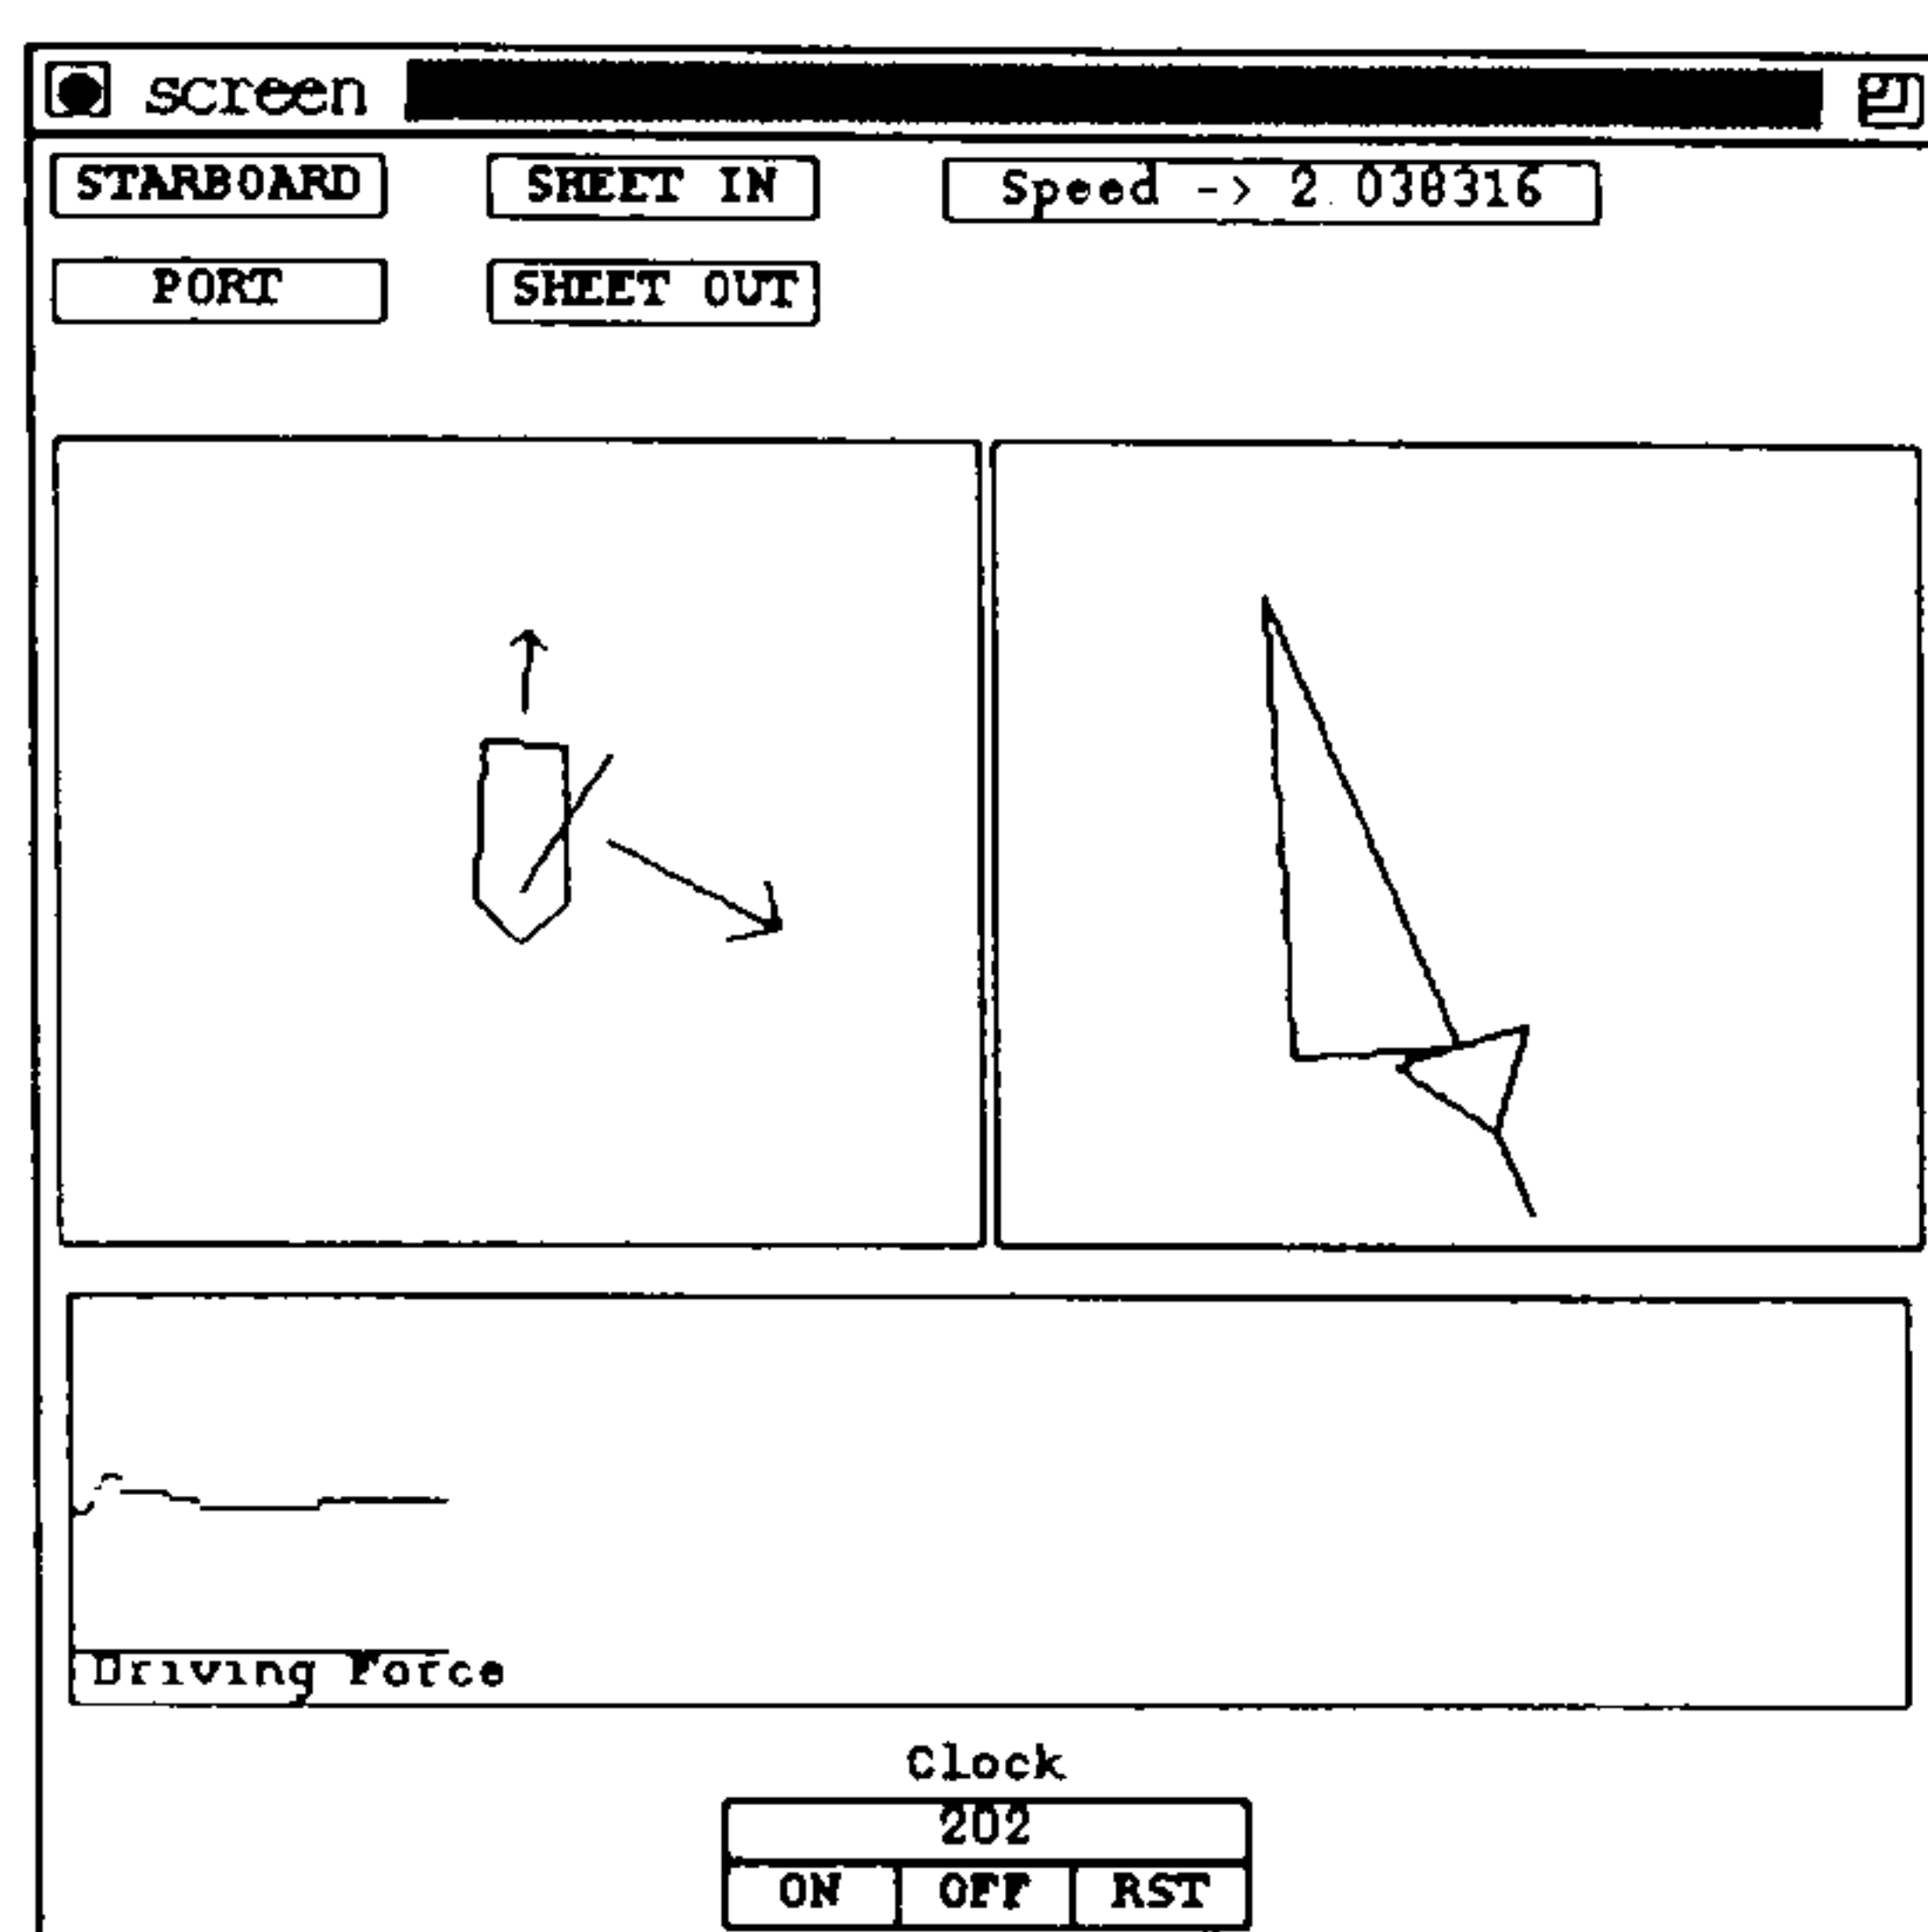 screen
STARBOARD SHEET IN Speed -> 2.038316
PORT SHEET OUT
Driving Force
Clock
202
ON OFF RST